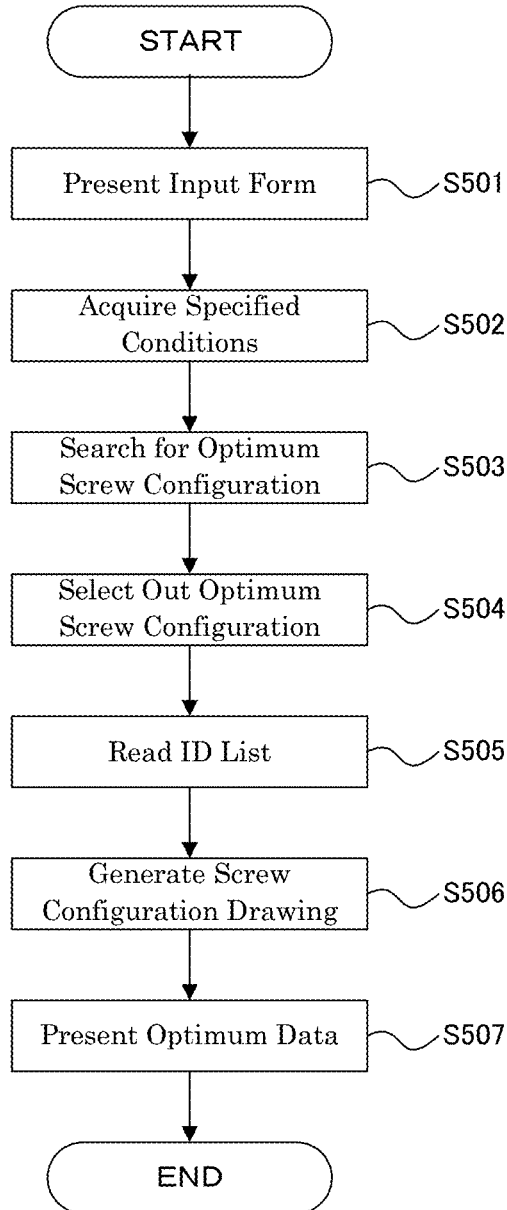 START
Present Input Form
S501
Acquire Specified
Conditions
S502
Search for Optimum
Screw Configuration
S503
Select Out Optimum
Screw Configuration
S504
Read ID List
S505
Generate Screw
Configuration Drawing
S506
Present Optimum Data
S507
END